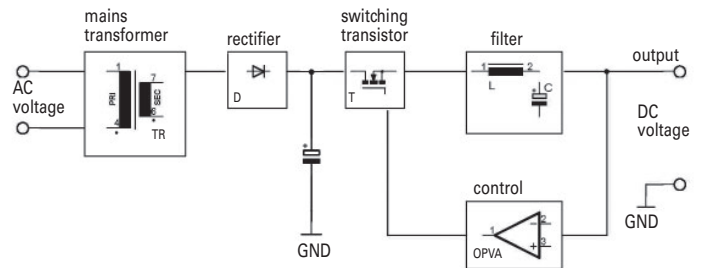 mains
transformer
rectifier
switching
transistor
filter
output
AC
voltage
1
4
PRI
7
6
SEC
TR
D
T
1
2
L
C
+
DC
voltage
+
GND
control
1
2
3
-
+
OPVA
GND